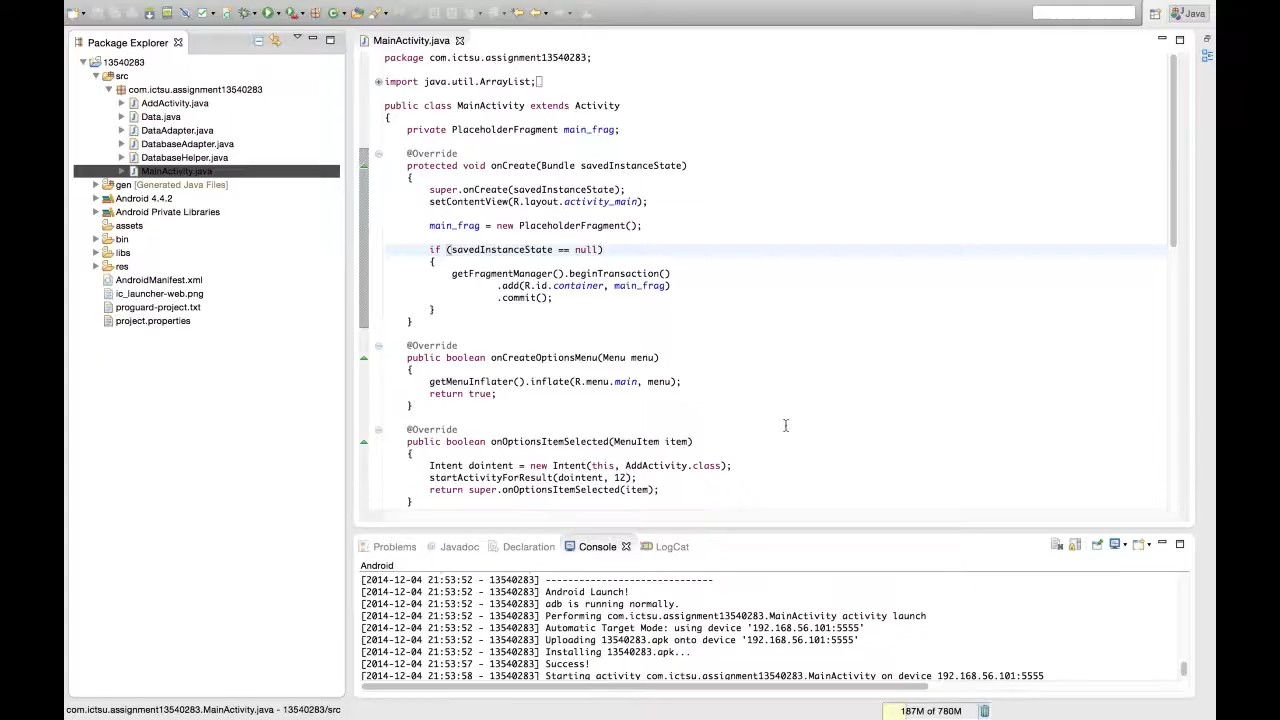 Java
Package Explorer
13540283
src
com.ictsu.assignment13540283
AddActivity.java
Data.java
DataAdapter.java
DatabaseAdapter.java
DatabaseHelper.java
MainActivity.java
gen [Generated Java Files]
Android 4.4.2
Android Private Libraries
assets
bin
libs
res
AndroidManifest.xml
ic_launcher-web.png
proguard-project.txt
project.properties
MainActivity.java
package com.ictsu.assignment13540283;
import java.util.ArrayList;
public class MainActivity extends Activity
{
private PlaceholderFragment main_frag;
@Override
protected void onCreate(Bundle savedInstanceState)
{
super.onCreate(savedInstanceState);
setContentView(R.layout.activity_main);
main_frag = new PlaceholderFragment();
if (savedInstanceState == null)
{
getFragmentManager().beginTransaction()
.add(R.id.container, main_frag)
.commit();
}
}
@Override
public boolean onCreateOptionsMenu(Menu menu)
{
getMenuInflater().inflate(R.menu.main, menu);
return true;
}
@Override
public boolean onOptionsItemSelected(MenuItem item)
{
Intent dointent = new Intent(this, AddActivity.class);
startActivityForResult(dointent, 12);
return super.onOptionsItemSelected(item);
}
Problems Javadoc Declaration Console LogCat
Android
[2014-12-04 21:53:52 - 13540283] ------------------------------
[2014-12-04 21:53:52 - 13540283] Android Launch!
[2014-12-04 21:53:52 - 13540283] adb is running normally.
[2014-12-04 21:53:52 - 13540283] Performing com.ictsu.assignment13540283.MainActivity activity launch
[2014-12-04 21:53:52 - 13540283] Automatic Target Mode: using device '192.168.56.101:5555'
[2014-12-04 21:53:52 - 13540283] Uploading 13540283.apk onto device '192.168.56.101:5555'
[2014-12-04 21:53:52 - 13540283] Installing 13540283.apk...
[2014-12-04 21:53:57 - 13540283] Success!
[2014-12-04 21:53:58 - 13540283] Starting activity com.ictsu.assignment13540283.MainActivity on device 192.168.56.101:5555
com.ictsu.assignment13540283.MainActivity.java - 13540283/src
187M of 780M